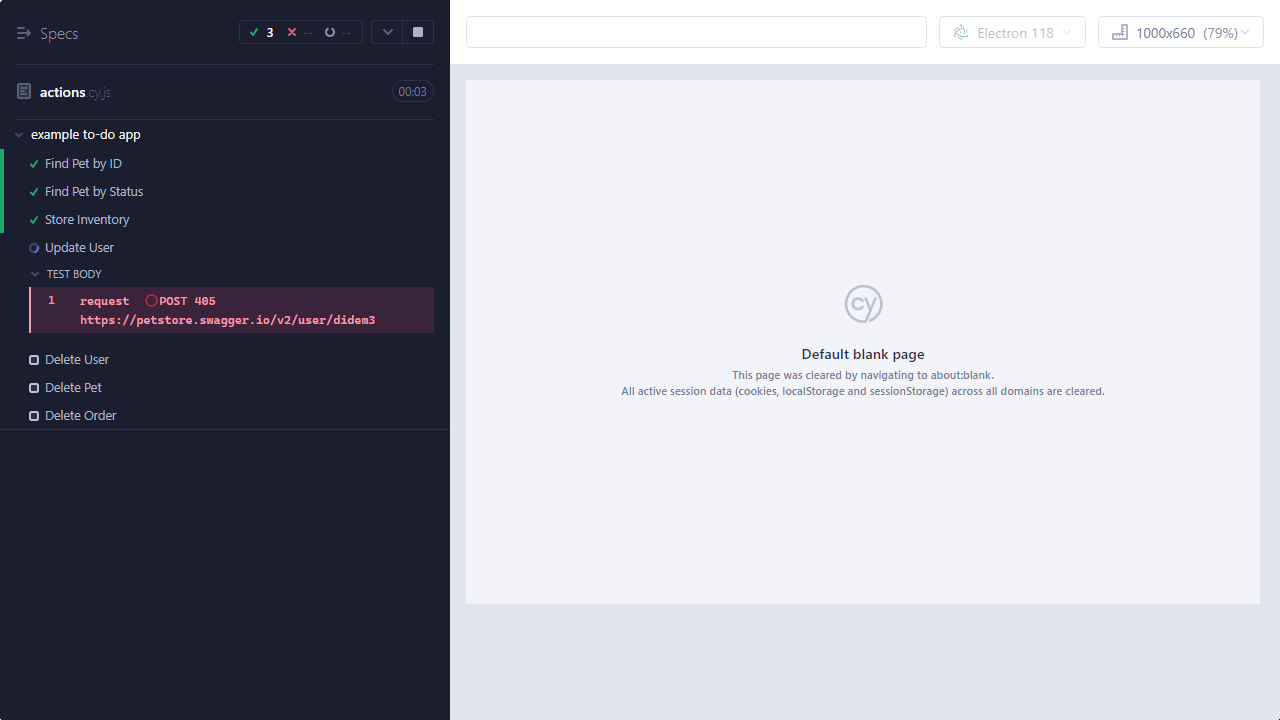 Specs
3 -- --
actions cy.js 00:03
example to-do app
Find Pet by ID
Find Pet by Status
Store Inventory
Update User
TEST BODY
1 request POST 405
https://petstore.swagger.io/v2/user/didem3
Delete User
Delete Pet
Delete Order
Electron 118
1000x660 (79%)
cy
Default blank page
This page was cleared by navigating to about:blank.
All active session data (cookies, localStorage and sessionStorage) across all domains are cleared.